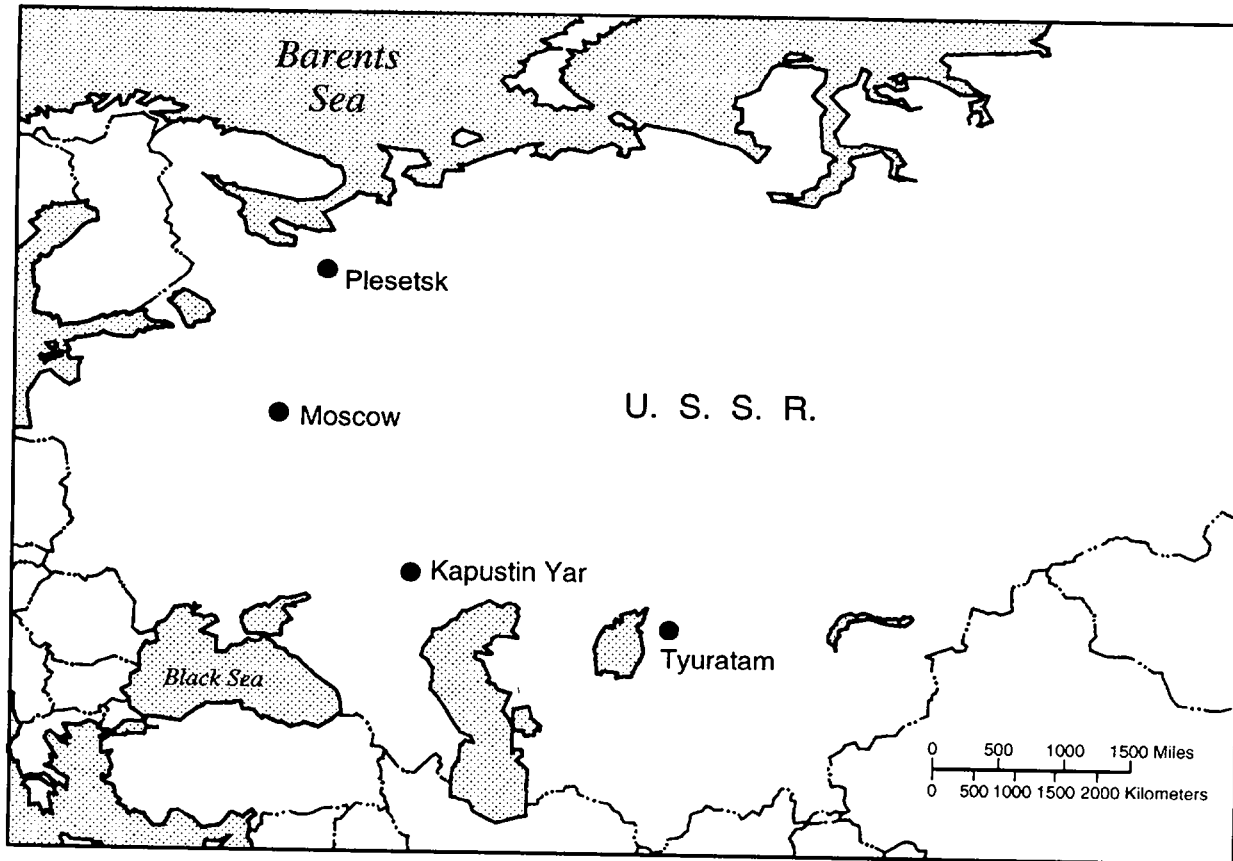 Barents
Sea
Plesetsk
Moscow
U. S. S. R.
Kapustin Yar
Tyuratam
Black Sea
0 500 1000 1500 Miles
0 500 1000 1500 2000 Kilometers